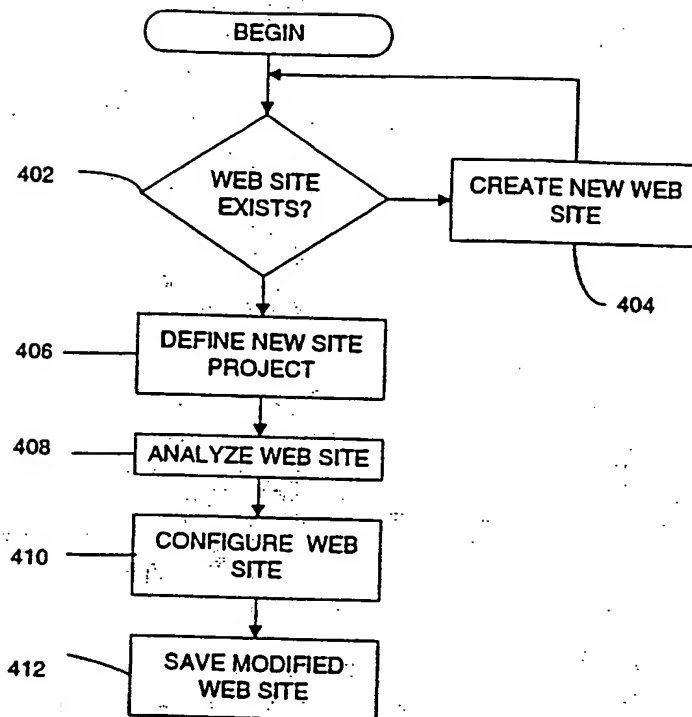 BEGIN
402
WEB SITE
EXISTS?
CREATE NEW WEB
SITE
404
406
DEFINE NEW SITE
PROJECT
408
ANALYZE WEB SITE
410
CONFIGURE WEB
SITE
412
SAVE MODIFIED
WEB SITE